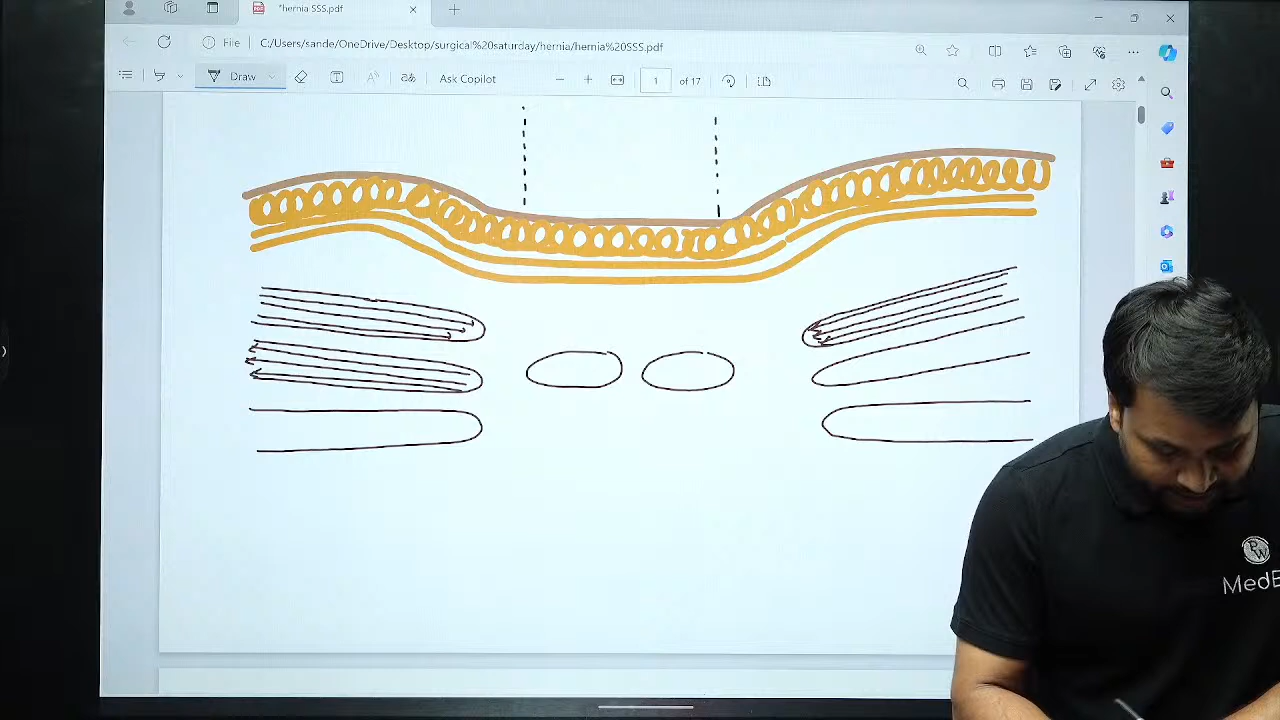 *hernia SSS.pdf
File C:/Users/sande/OneDrive/Desktop/surgical%20saturday/hernia/hernia%20SSS.pdf
Draw Ask Copilot 1 of 17
PW
MedE